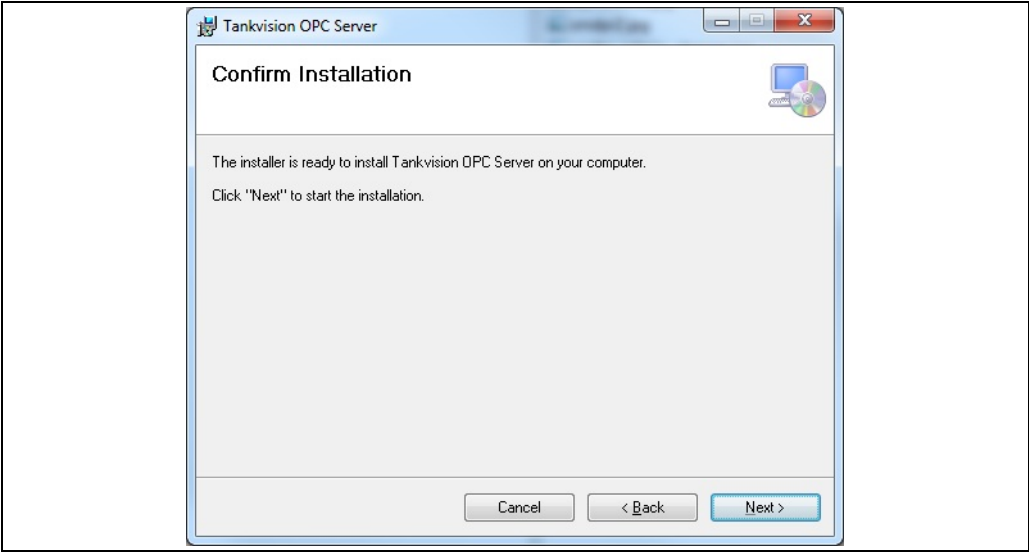 Tankvision OPC Server
Confirm Installation
The installer is ready to install Tankvision OPC Server on your computer.
Click "Next" to start the installation.
Cancel
< Back
Next >